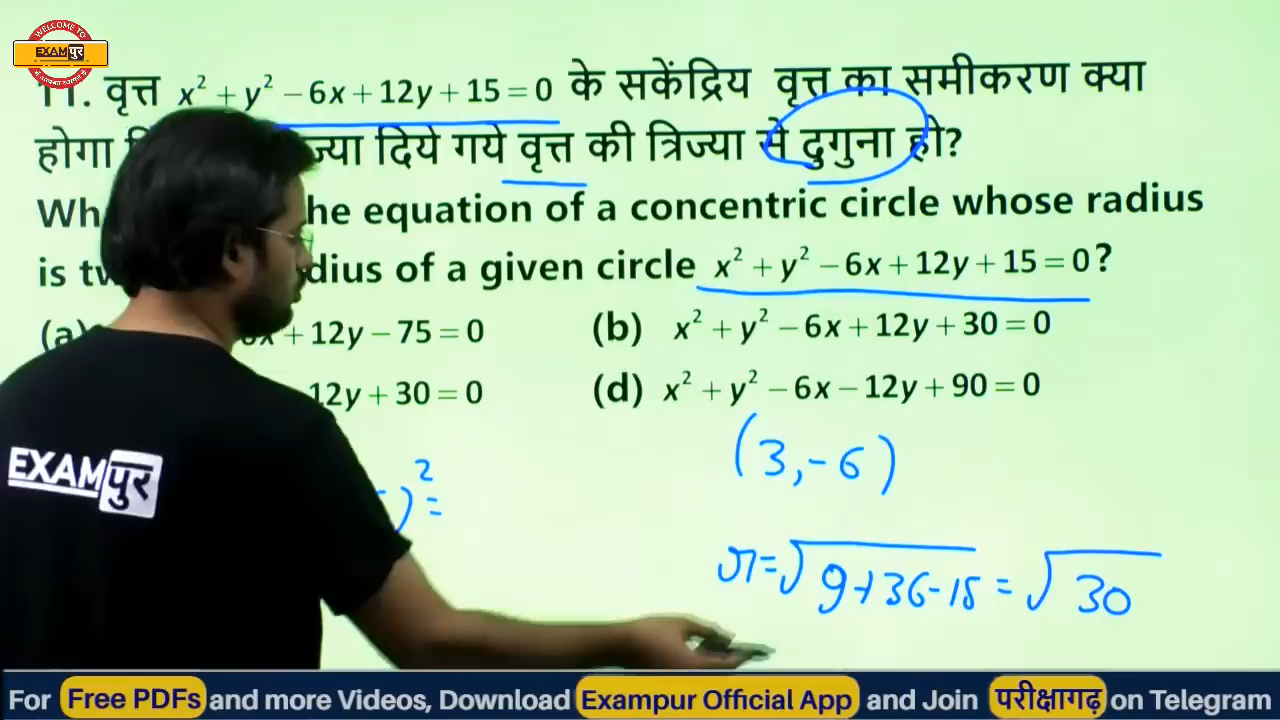 WELCOME TO
EXAMपुर
11. वृत्त x² + y² − 6x + 12y + 15 = 0 के सकेंद्रिय वृत्त का समीकरण क्या
होगा ज्या दिये गये वृत्त की त्रिज्या से दुगुना हो?
Wh he equation of a concentric circle whose radius
is tw dius of a given circle x² + y² − 6x + 12y + 15 = 0?
(a) 6x + 12y − 75 = 0 (b) x² + y² − 6x + 12y + 30 = 0
12y + 30 = 0 (d) x² + y² − 6x − 12y + 90 = 0
(3, -6)
)² =
r = √9+36-15 = √30
EXAMपुर
For Free PDFs and more Videos, Download Exampur Official App and Join परीक्षागढ़ on Telegram